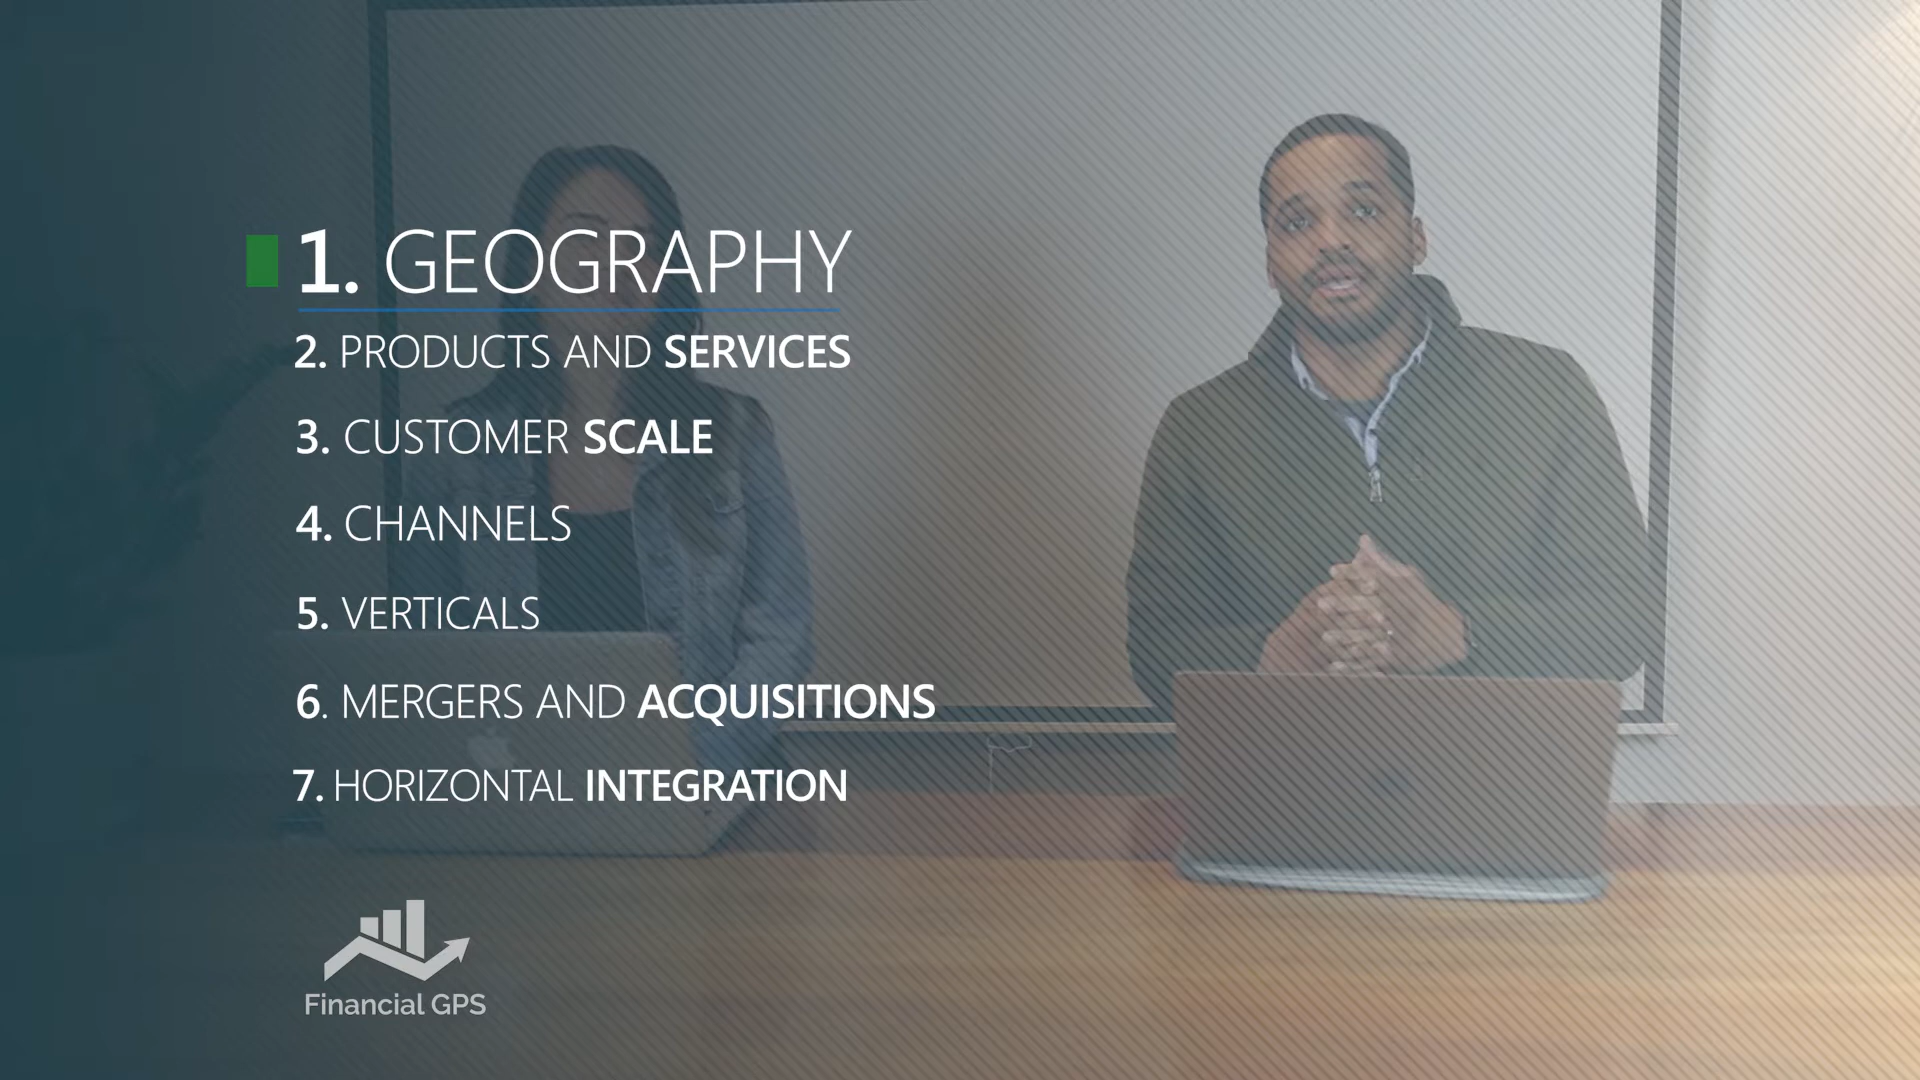 1. GEOGRAPHY
2. PRODUCTS AND SERVICES
3. CUSTOMER SCALE
4. CHANNELS
5. VERTICALS
6. MERGERS AND ACQUISITIONS
7. HORIZONTAL INTEGRATION
Financial GPS